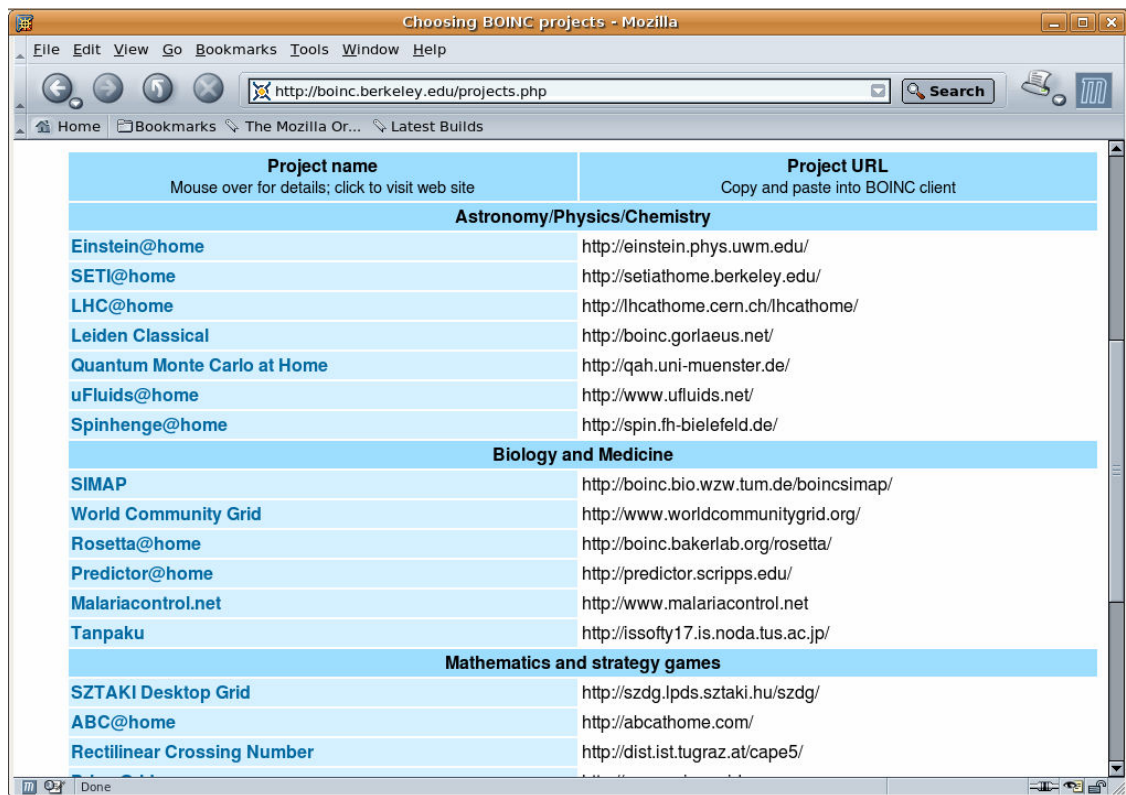 Choosing BOINC projects - Mozilla
File Edit View Go Bookmarks Tools Window Help
http://boinc.berkeley.edu/projects.php Search
Home Bookmarks The Mozilla Or... Latest Builds
Project name Project URL
Mouse over for details; click to visit web site Copy and paste into BOINC client
Astronomy/Physics/Chemistry
Einstein@home http://einstein.phys.uwm.edu/
SETI@home http://setiathome.berkeley.edu/
LHC@home http://lhcathome.cern.ch/lhcathome/
Leiden Classical http://boinc.gorlaeus.net/
Quantum Monte Carlo at Home http://qah.uni-muenster.de/
uFluids@home http://www.ufluids.net/
Spinhenge@home http://spin.fh-bielefeld.de/
Biology and Medicine
SIMAP http://boinc.bio.wzw.tum.de/boincsimap/
World Community Grid http://www.worldcommunitygrid.org/
Rosetta@home http://boinc.bakerlab.org/rosetta/
Predictor@home http://predictor.scripps.edu/
Malariacontrol.net http://www.malariacontrol.net
Tanpaku http://issofty17.is.noda.tus.ac.jp/
Mathematics and strategy games
SZTAKI Desktop Grid http://szdg.lpds.sztaki.hu/szdg/
ABC@home http://abcathome.com/
Rectilinear Crossing Number http://dist.ist.tugraz.at/cape5/
Done